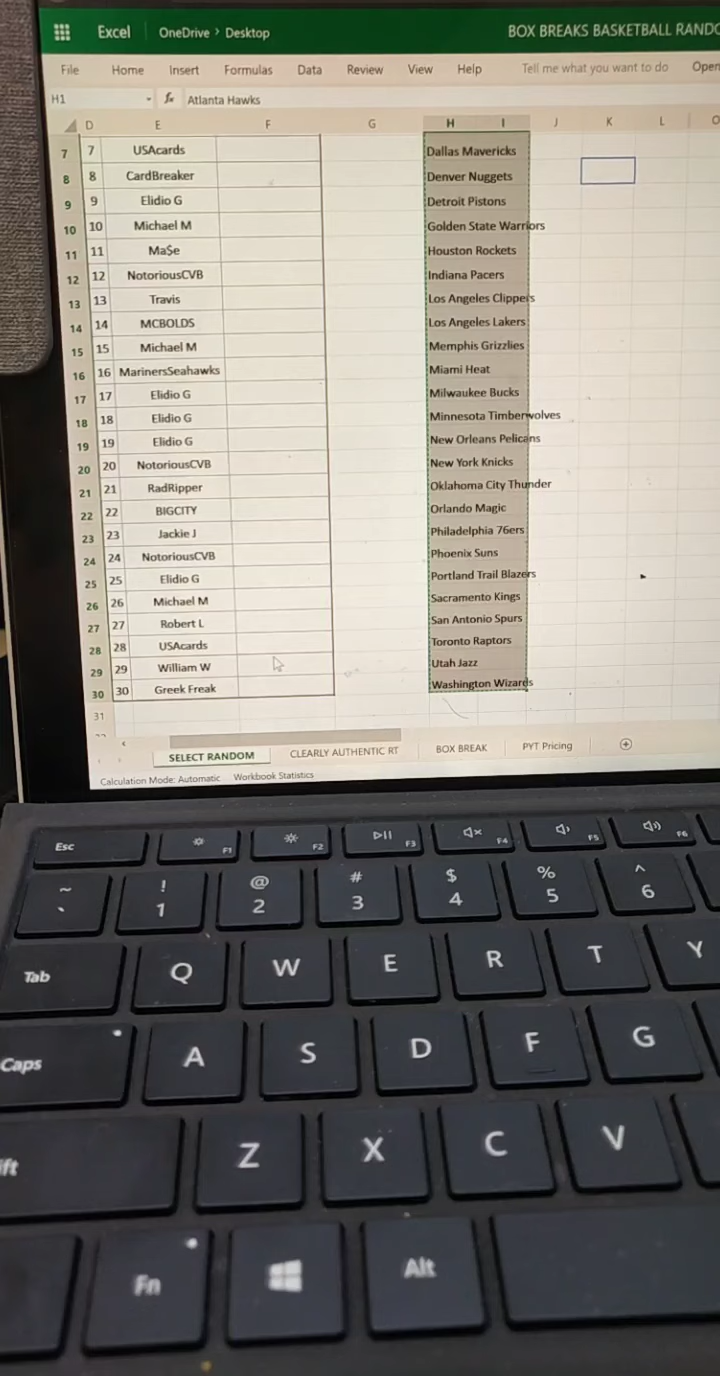 Excel OneDrive > Desktop BOX BREAKS BASKETBALL RANDO
File Home Insert Formulas Data Review View Help Tell me what you want to do Open
H1 fx Atlanta Hawks
D E F G H I J K L
7 7 USAcards Dallas Mavericks
8 8 CardBreaker Denver Nuggets
9 9 Elidio G Detroit Pistons
10 10 Michael M Golden State Warriors
11 11 Ma$e Houston Rockets
12 12 NotoriousCVB Indiana Pacers
13 13 Travis Los Angeles Clippers
14 14 MCBOLDS Los Angeles Lakers
15 15 Michael M Memphis Grizzlies
16 16 MarinersSeahawks Miami Heat
17 17 Elidio G Milwaukee Bucks
18 18 Elidio G Minnesota Timberwolves
19 19 Elidio G New Orleans Pelicans
20 20 NotoriousCVB New York Knicks
21 21 RadRipper Oklahoma City Thunder
22 22 BIGCITY Orlando Magic
23 23 Jackie J Philadelphia 76ers
24 24 NotoriousCVB Phoenix Suns
25 25 Elidio G Portland Trail Blazers
26 26 Michael M Sacramento Kings
27 27 Robert L San Antonio Spurs
28 28 USAcards Toronto Raptors
29 29 William W Utah Jazz
30 30 Greek Freak Washington Wizards
31
SELECT RANDOM CLEARLY AUTHENTIC RT BOX BREAK PYT Pricing
Calculation Mode: Automatic Workbook Statistics
Esc F1 F2 F3 F4 F5 F6
~ ` ! 1 @ 2 # 3 $ 4 % 5 ^ 6
Tab Q W E R T Y
Caps A S D F G
ift Z X C V
Fn Alt